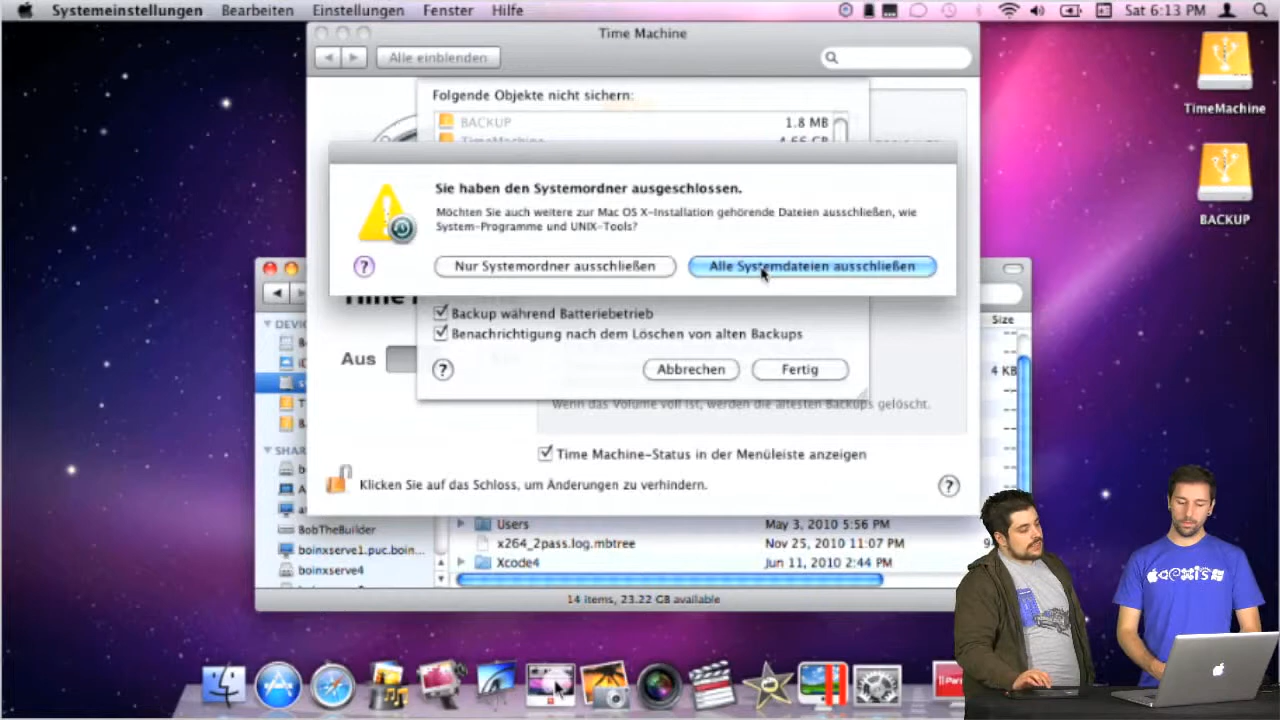 Systemeinstellungen Bearbeiten Einstellungen Fenster Hilfe Sat 6:13 PM
Time Machine
Alle einblenden
TimeMachine
BACKUP
Folgende Objekte nicht sichern:
BACKUP 1.8 MB
TimeMachine 4.66 GB
Sie haben den Systemordner ausgeschlossen.
Möchten Sie auch weitere zur Mac OS X-Installation gehörende Dateien ausschließen, wie
System-Programme und UNIX-Tools?
? Nur Systemordner ausschließen Alle Systemdateien ausschließen
Backup während Batteriebetrieb
Benachrichtigung nach dem Löschen von alten Backups
Aus
? Abbrechen Fertig
Wenn das Volume voll ist, werden die ältesten Backups gelöscht.
Time Machine-Status in der Menüleiste anzeigen
Klicken Sie auf das Schloss, um Änderungen zu verhindern. ?
Size
DEVI
4 KB
SHAR
BobTheBuilder
boinxserve1.puc.boin...
boinxserve4
Users May 3, 2010 5:56 PM
x264_2pass.log.mbtree Nov 25, 2010 11:07 PM
Xcode4 Jun 11, 2010 2:44 PM
14 items, 23.22 GB available